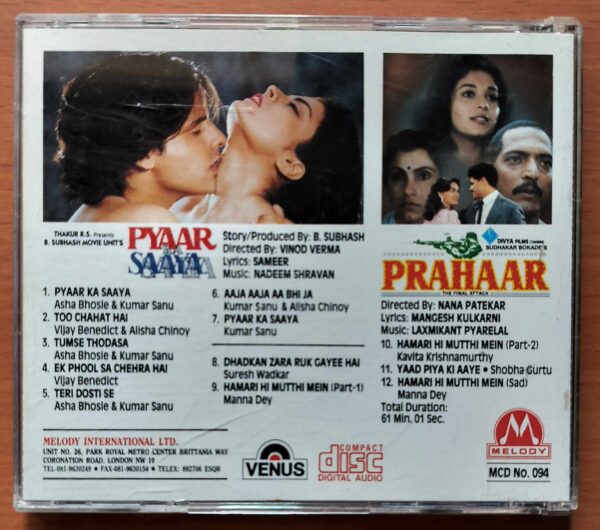 THAKUR R.S. PRESENTS
B. SUBHASH MOVIE UNIT'S
PYAAR KA
SAAYA
Story/Produced By: B. SUBHASH
Directed By: VINOD VERMA
Lyrics: SAMEER
Music: NADEEM SHRAVAN
1. PYAAR KA SAAYA
Asha Bhosle & Kumar Sanu
2. TOO CHAHAT HAI
Vijay Benedict & Alisha Chinoy
3. TUMSE THODASA
Asha Bhosle & Kumar Sanu
4. EK PHOOL SA CHEHRA HAI
Vijay Benedict
5. TERI DOSTI SE
Asha Bhosle & Kumar Sanu
6. AAJA AAJA AA BHI JA
Kumar Sanu & Alisha Chinoy
7. PYAAR KA SAAYA
Kumar Sanu
8. DHADKAN ZARA RUK GAYEE HAI
Suresh Wadkar
9. HAMARI HI MUTTHI MEIN (Part-1)
Manna Dey
DIVYA FILMS
SUDHAKAR BOKADE'S
PRAHAAR
THE FINAL ATTACK
Directed By: NANA PATEKAR
Lyrics: MANGESH KULKARNI
Music: LAXMIKANT PYARELAL
10. HAMARI HI MUTTHI MEIN (Part-2)
Kavita Krishnamurthy
11. YAAD PIYA KI AAYE • Shobha Gurtu
12. HAMARI HI MUTTHI MEIN (Sad)
Manna Dey
Total Duration:
61 Min. 01 Sec.
MELODY INTERNATIONAL LTD.
UNIT NO. 26, PARK ROYAL METRO CENTER BRITTANIA WAY
CORONATION ROAD, LONDON NW 10
TEL-081-9630249 • FAX-081-9630154 • TELEX: 892706 ESQR
VENUS
COMPACT
disc
DIGITAL AUDIO
M
MELODY
MCD No. 094